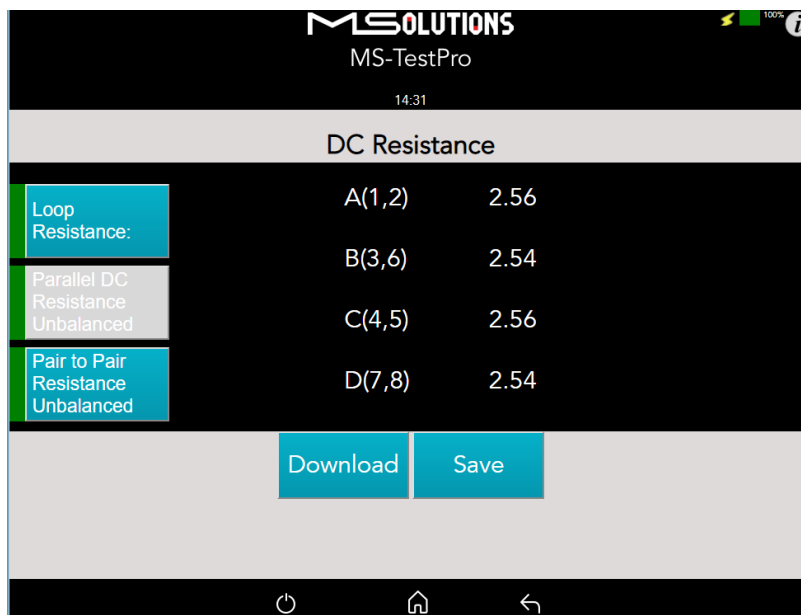 MSOLUTIONS
100%
i
MS-TestPro
14:31
DC Resistance
Loop
Resistance:
Parallel DC
Resistance
Unbalanced
Pair to Pair
Resistance
Unbalanced
A(1,2) 2.56
B(3,6) 2.54
C(4,5) 2.56
D(7,8) 2.54
Download Save